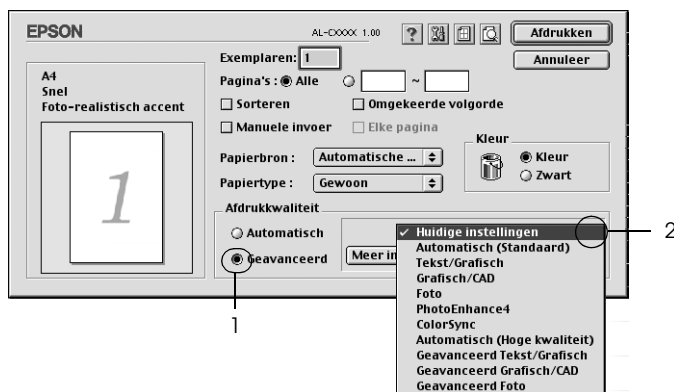 EPSON
AL-CXXXX 1.00
Afdrukken
Annuleer
Exemplaren: 1
Pagina's : Alle ~
Sorteren
Omgekeerde volgorde
Manuele invoer
Elke pagina
Papierbron : Automatische ...
Papiertype : Gewoon
Kleur
Kleur
Zwart
A4
Snel
Foto-realistisch accent
1
Afdrukkwaliteit
Automatisch
Geavanceerd
Meer in
✓ Huidige instellingen
Automatisch (Standaard)
Tekst/Grafisch
Grafisch/CAD
Foto
PhotoEnhance4
ColorSync
Automatisch (Hoge kwaliteit)
Geavanceerd Tekst/Grafisch
Geavanceerd Grafisch/CAD
Geavanceerd Foto
1
2